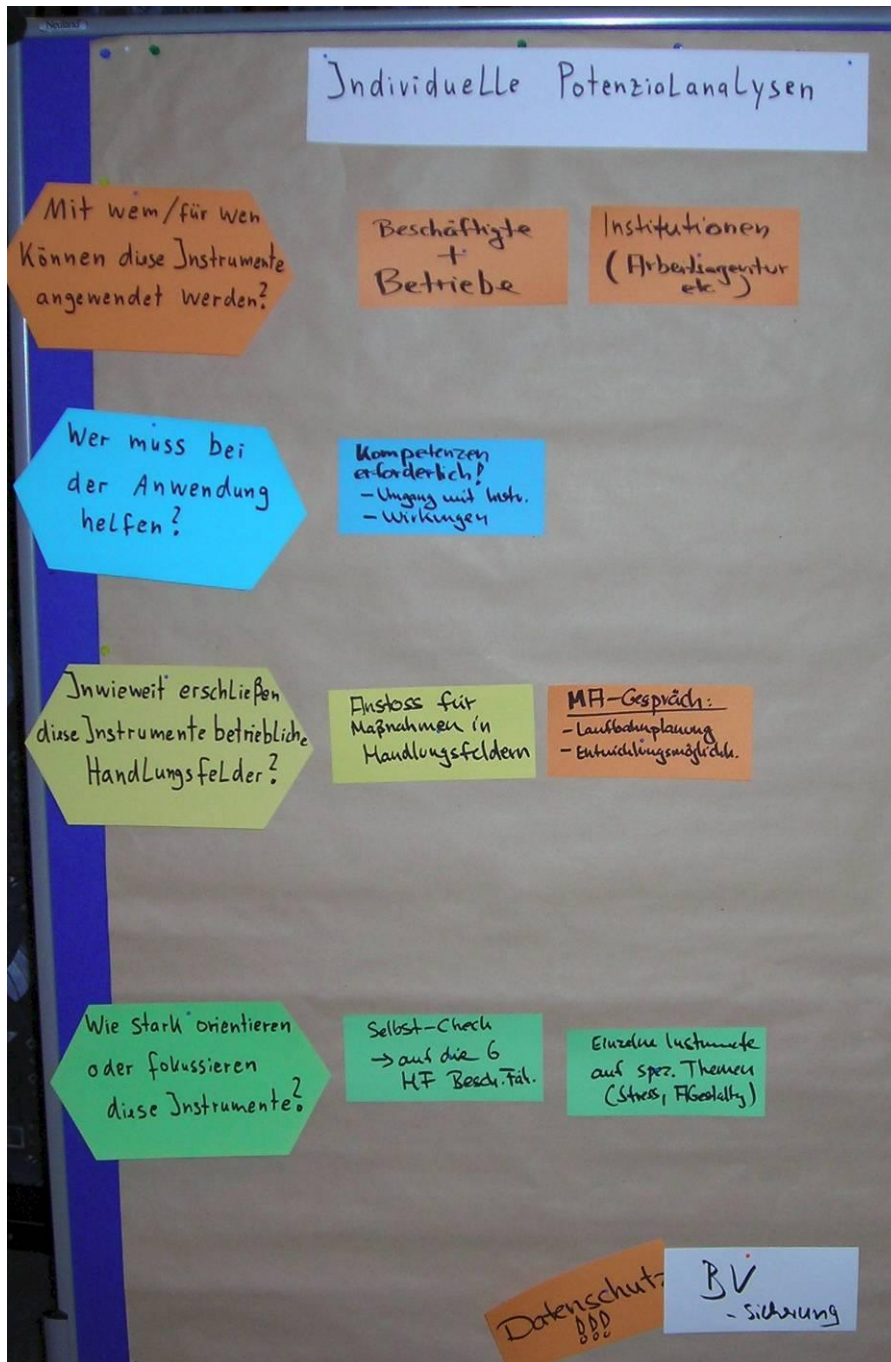 Neuland
Individuelle Potenzialanalysen
Mit wem/für wen
können diese Instrumente
angewendet werden?
Beschäftigte
+
Betriebe
Institutionen
(Arbeitsagentur
etc.)
Wer muss bei
der Anwendung
helfen?
Kompetenzen
erforderlich!
- Umgang mit Instr.
- Wirkungen
Inwieweit erschließen
diese Instrumente betriebliche
Handlungsfelder?
Anstoss für
Maßnahmen in
Handlungsfeldern
MA-Gespräch:
- Laufbahnplanung
- Entwicklungsmöglichk.
Wie stark orientieren
oder fokussieren
diese Instrumente?
Selbst-Check
→ auf die 6
HF Besch.Fäh.
Einzelne Instrumente
auf spez. Themen
(Stress, AGestaltg)
Datenschutz
!!!
BV
- Sicherung